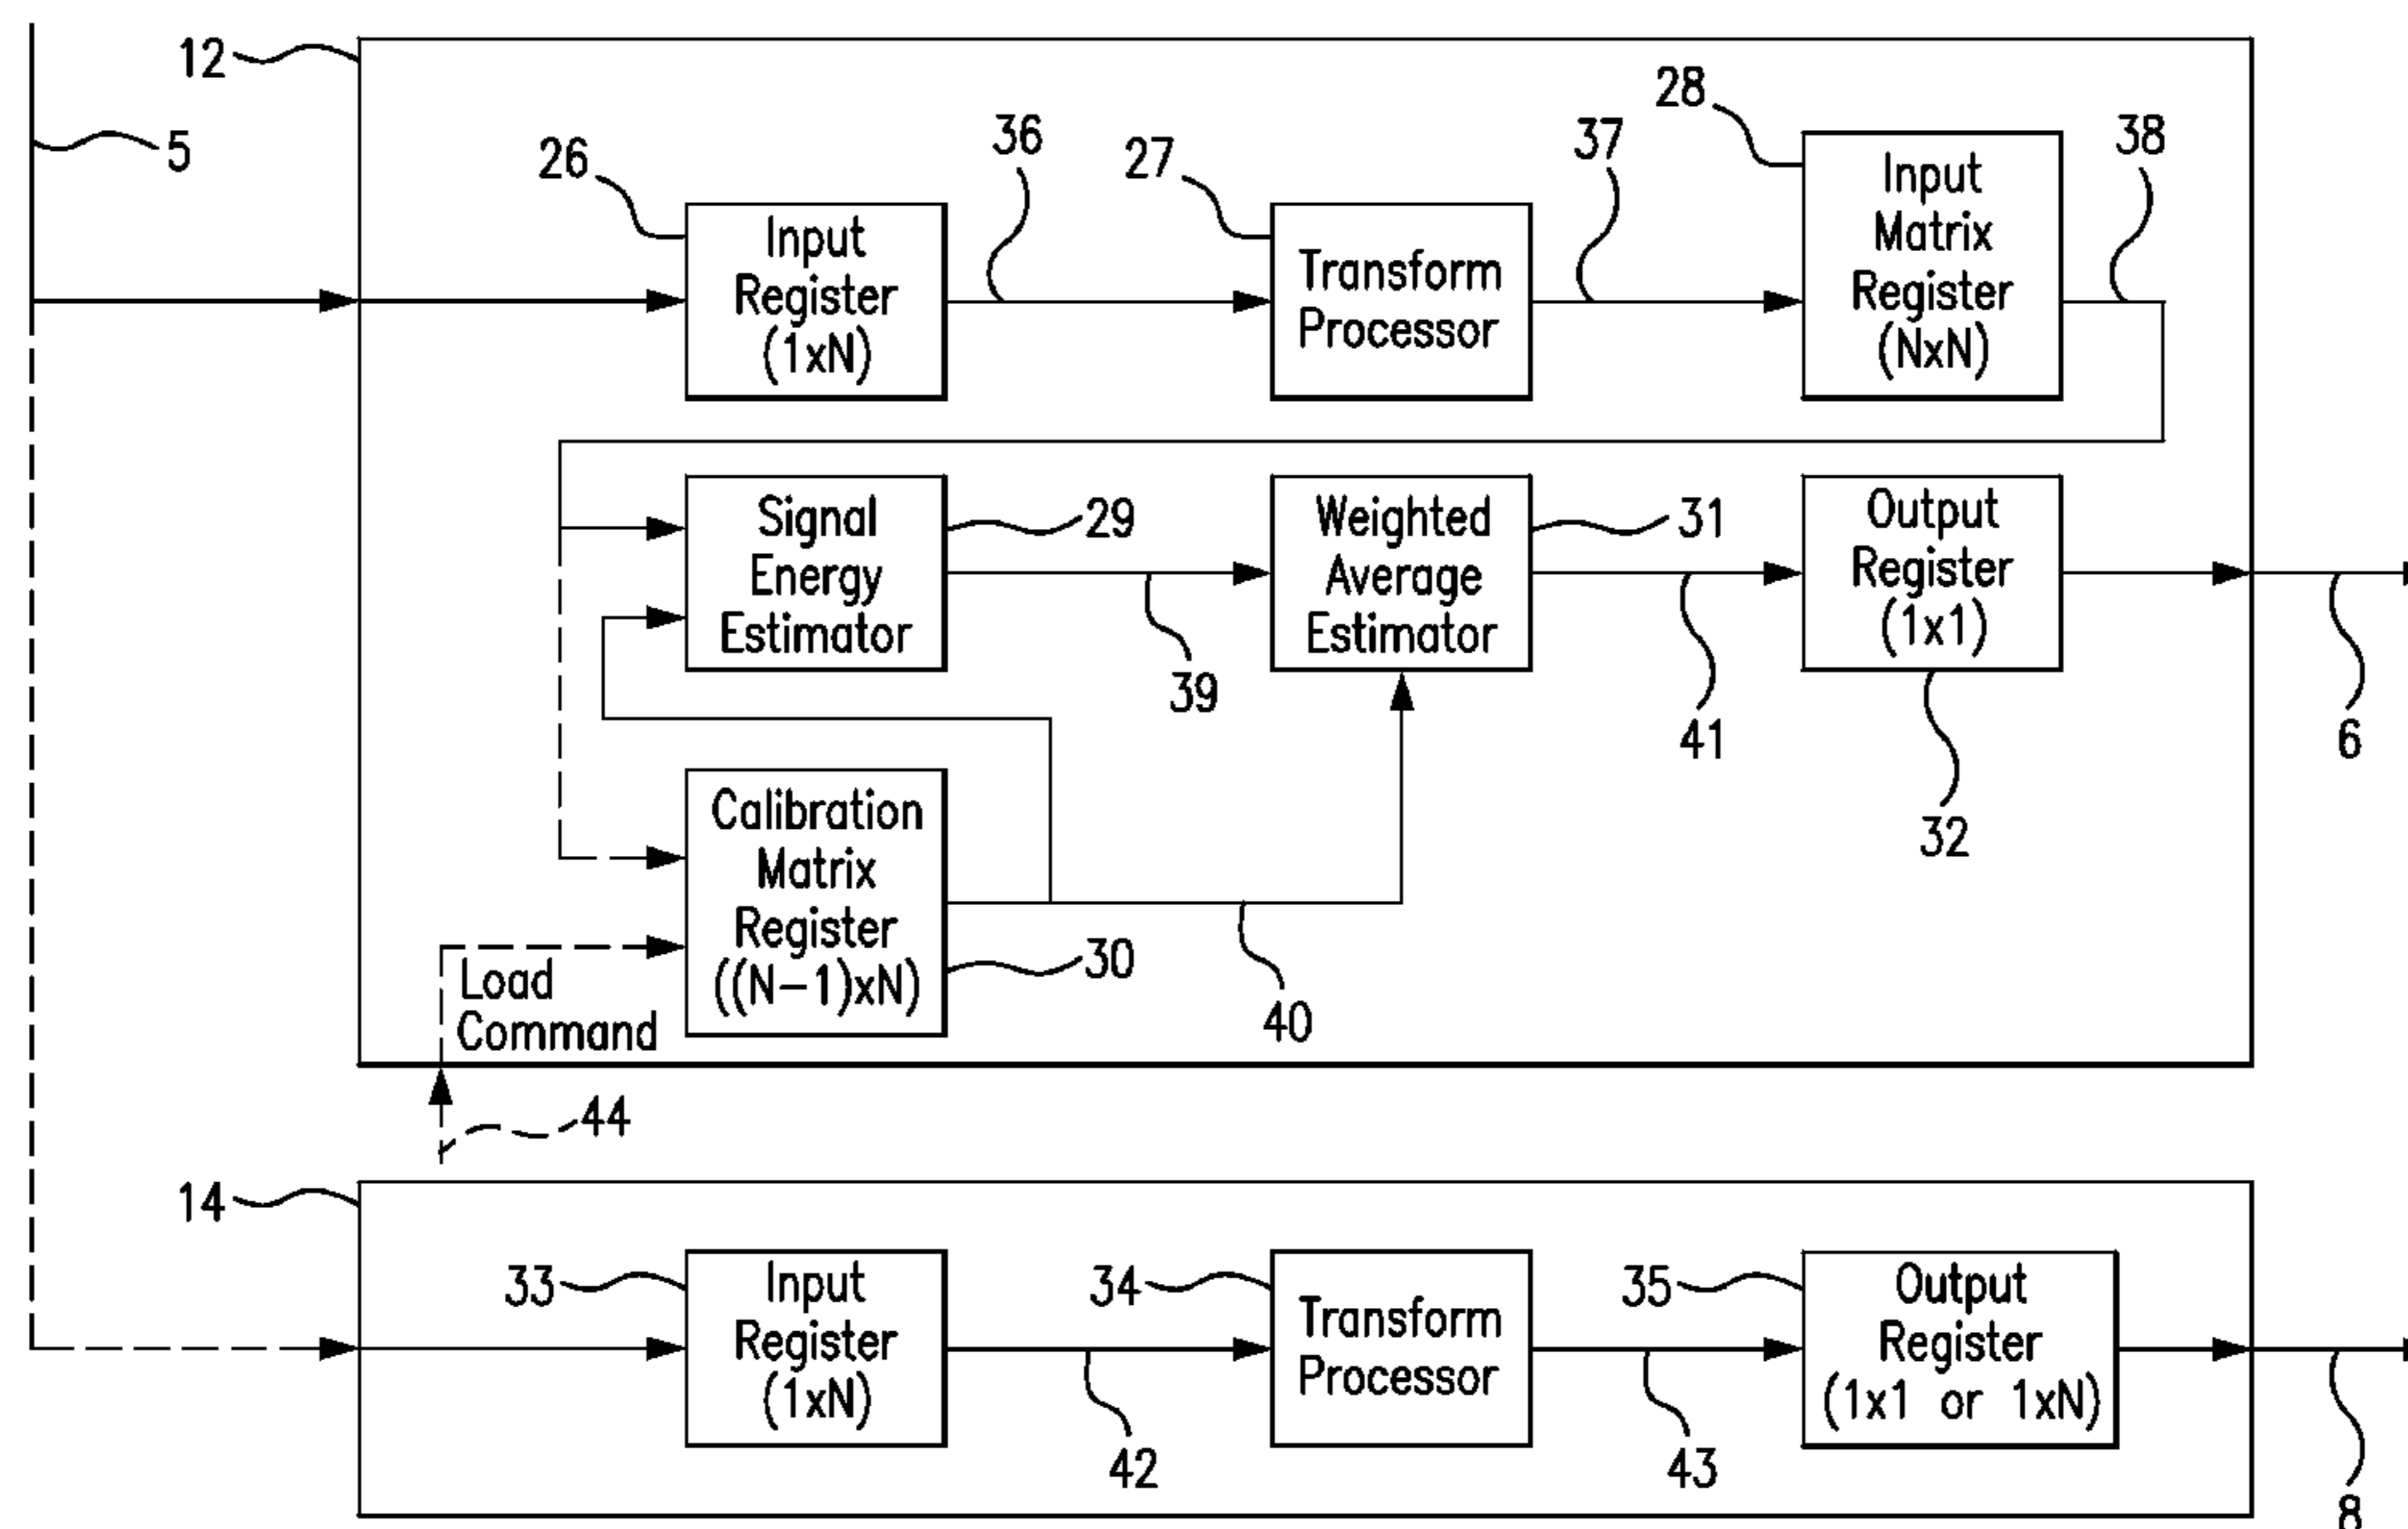 12
5
26
Input
Register
(1xN)
36
27
Transform
Processor
37
28
Input
Matrix
Register
(NxN)
38
Signal
Energy
Estimator
29
39
Weighted
Average
Estimator
31
41
Output
Register
(1x1)
32
6
Calibration
Matrix
Register
((N-1)xN)
30
40
Load
Command
44
14
33
Input
Register
(1xN)
42
34
Transform
Processor
43
35
Output
Register
(1x1 or 1xN)
8